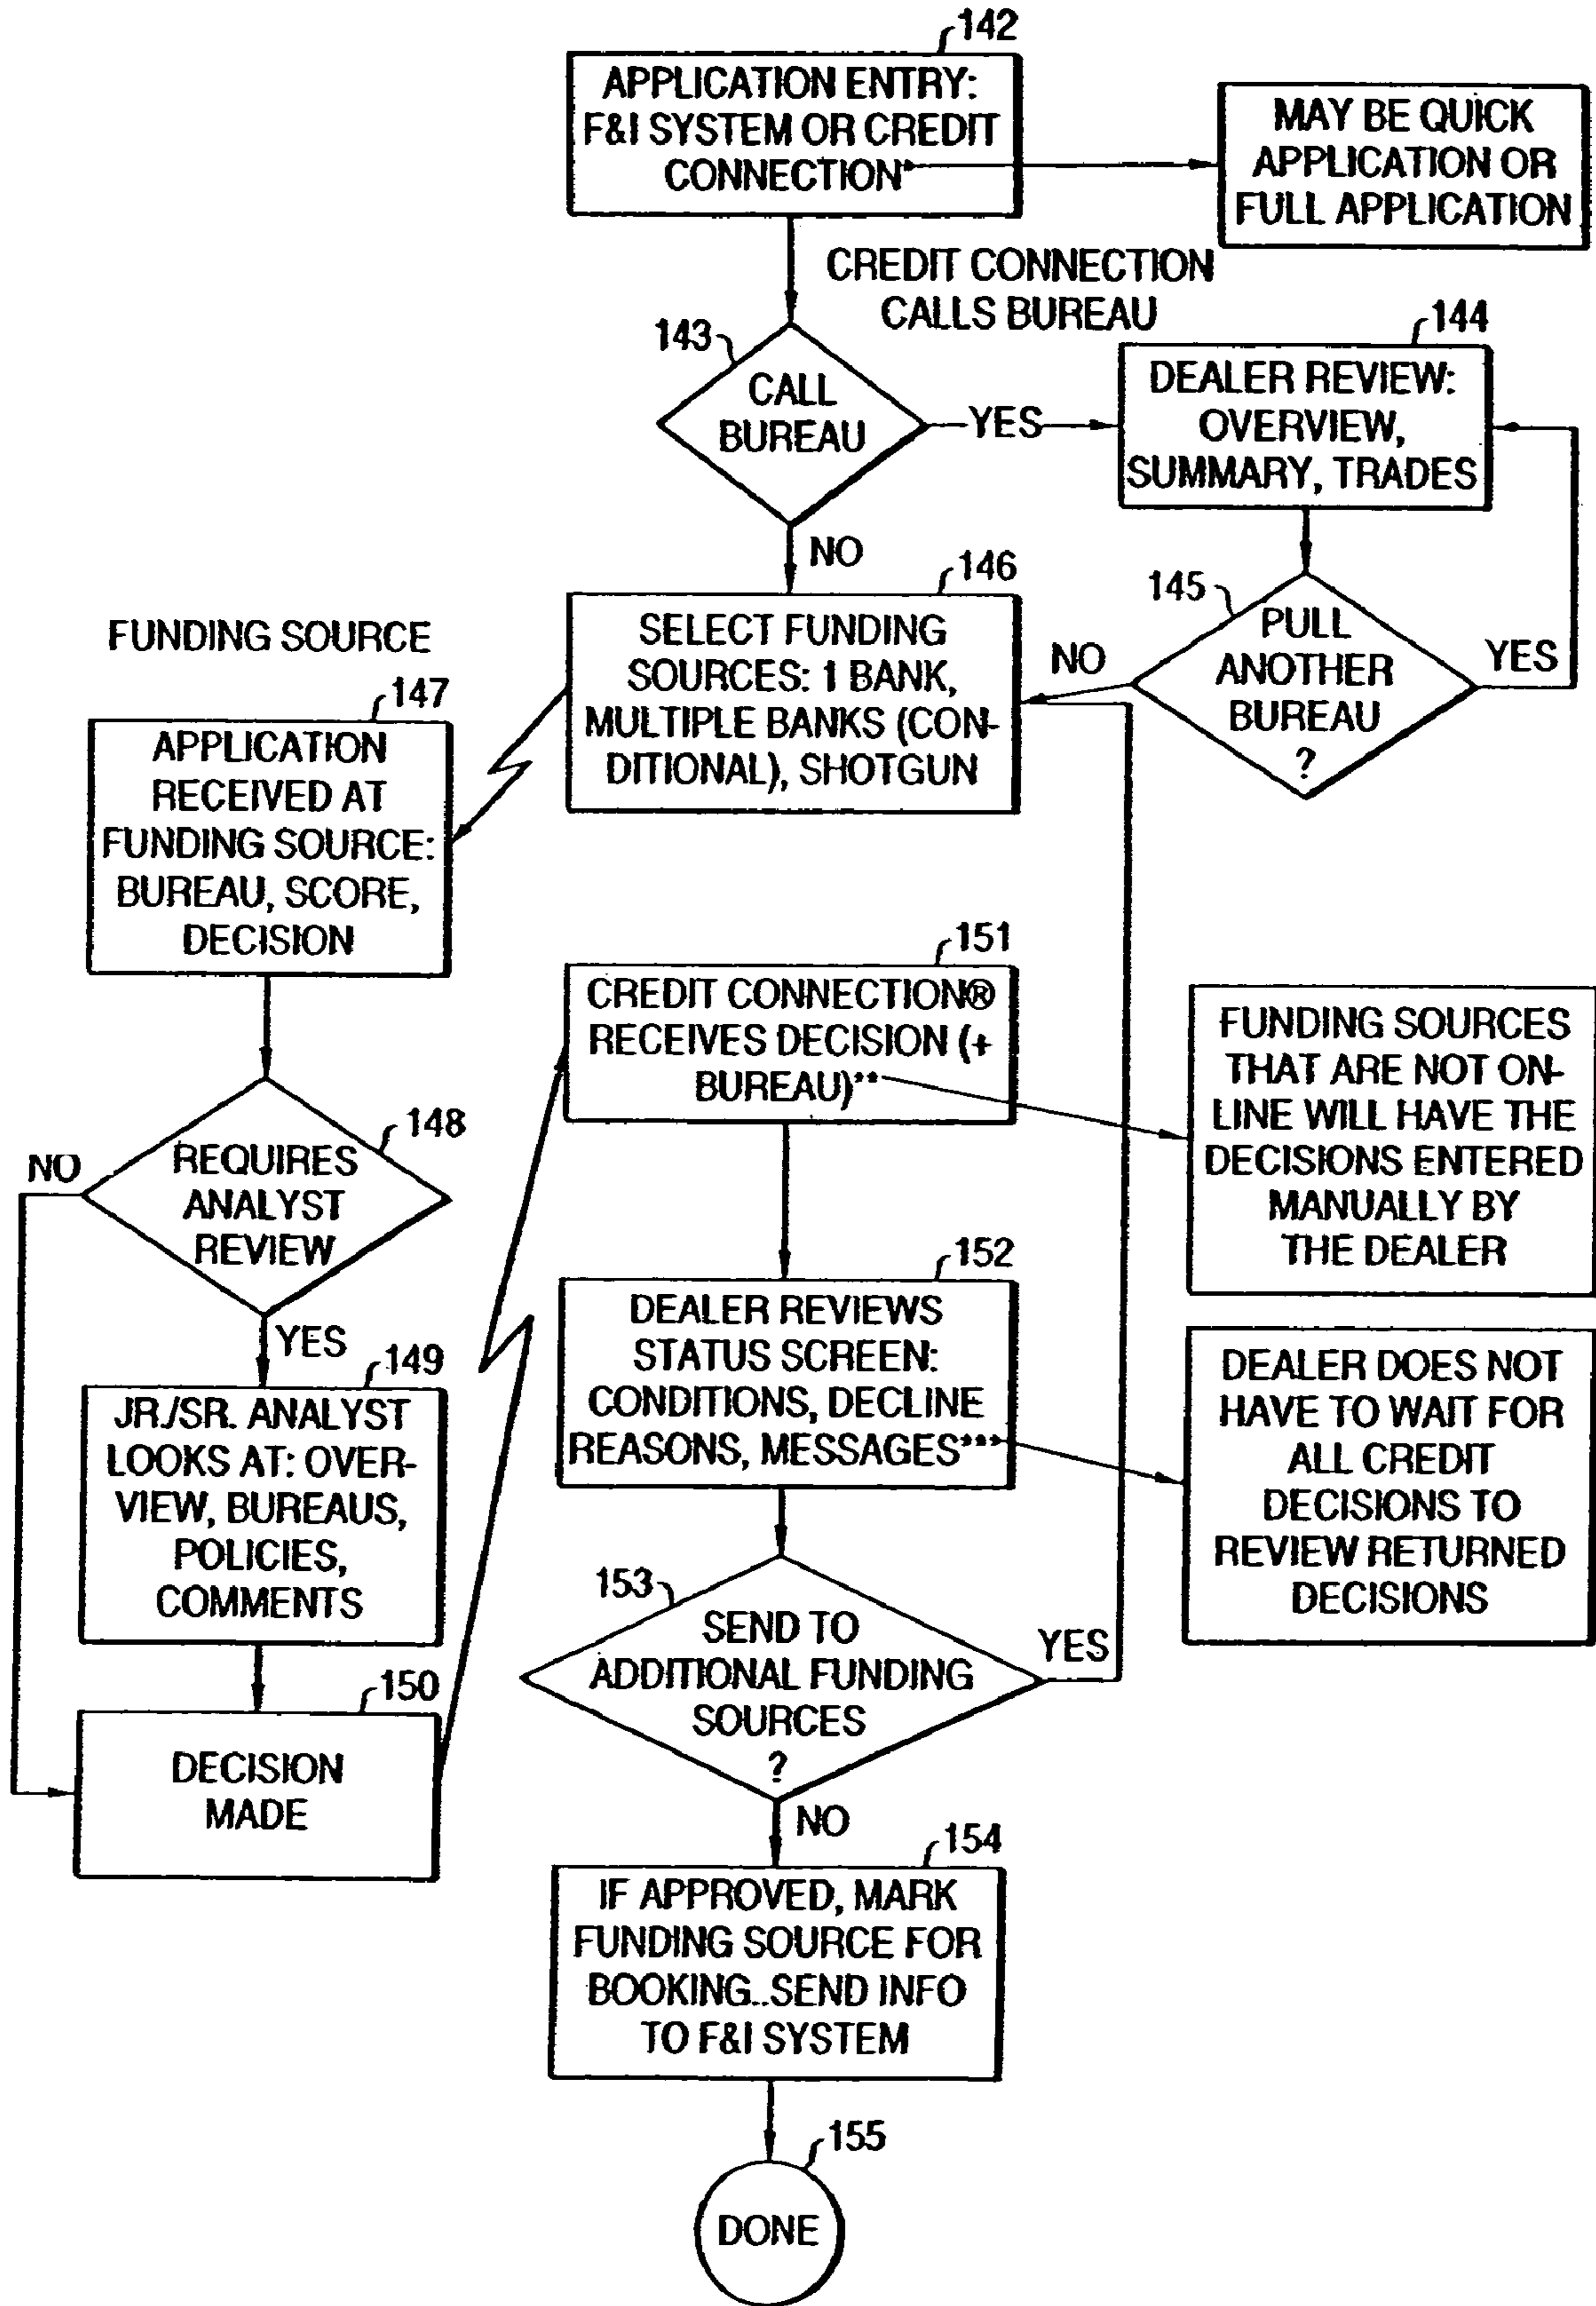 142
APPLICATION ENTRY:
F&I SYSTEM OR CREDIT
CONNECTION*
MAY BE QUICK
APPLICATION OR
FULL APPLICATION
CREDIT CONNECTION
CALLS BUREAU
143
CALL
BUREAU
YES
NO
144
DEALER REVIEW:
OVERVIEW,
SUMMARY, TRADES
145
PULL
ANOTHER
BUREAU
?
YES
NO
146
SELECT FUNDING
SOURCES: 1 BANK,
MULTIPLE BANKS (CON-
DITIONAL), SHOTGUN
FUNDING SOURCE
147
APPLICATION
RECEIVED AT
FUNDING SOURCE:
BUREAU, SCORE,
DECISION
148
REQUIRES
ANALYST
REVIEW
NO
YES
149
JR./SR. ANALYST
LOOKS AT: OVER-
VIEW, BUREAUS,
POLICIES,
COMMENTS
150
DECISION
MADE
151
CREDIT CONNECTION®
RECEIVES DECISION (+
BUREAU)**
FUNDING SOURCES
THAT ARE NOT ON-
LINE WILL HAVE THE
DECISIONS ENTERED
MANUALLY BY
THE DEALER
152
DEALER REVIEWS
STATUS SCREEN:
CONDITIONS, DECLINE
REASONS, MESSAGES***
DEALER DOES NOT
HAVE TO WAIT FOR
ALL CREDIT
DECISIONS TO
REVIEW RETURNED
DECISIONS
153
SEND TO
ADDITIONAL FUNDING
SOURCES
?
YES
NO
154
IF APPROVED, MARK
FUNDING SOURCE FOR
BOOKING..SEND INFO
TO F&I SYSTEM
155
DONE